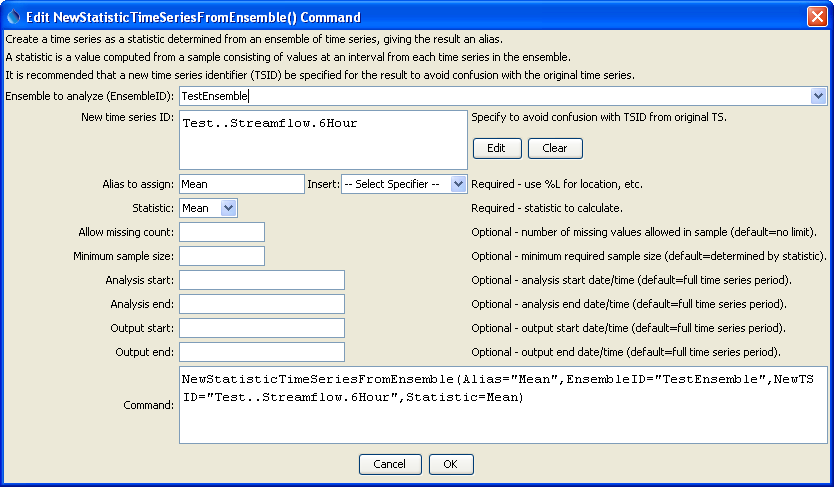 Edit NewStatisticTimeSeriesFromEnsemble() Command
Create a time series as a statistic determined from an ensemble of time series, giving the result an alias.
A statistic is a value computed from a sample consisting of values at an interval from each time series in the ensemble.
It is recommended that a new time series identifier (TSID) be specified for the result to avoid confusion with the original time series.
Ensemble to analyze (EnsembleID): TestEnsemble
New time series ID: Test..Streamflow.6Hour Specify to avoid confusion with TSID from original TS.
Edit Clear
Alias to assign: Mean Insert: -- Select Specifier -- Required - use %L for location, etc.
Statistic: Mean Required - statistic to calculate.
Allow missing count: Optional - number of missing values allowed in sample (default=no limit).
Minimum sample size: Optional - minimum required sample size (default=determined by statistic).
Analysis start: Optional - analysis start date/time (default=full time series period).
Analysis end: Optional - analysis end date/time (default=full time series period).
Output start: Optional - output start date/time (default=full time series period).
Output end: Optional - output end date/time (default=full time series period).
Command: NewStatisticTimeSeriesFromEnsemble(Alias="Mean",EnsembleID="TestEnsemble",NewTS
ID="Test..Streamflow.6Hour",Statistic=Mean)
Cancel OK